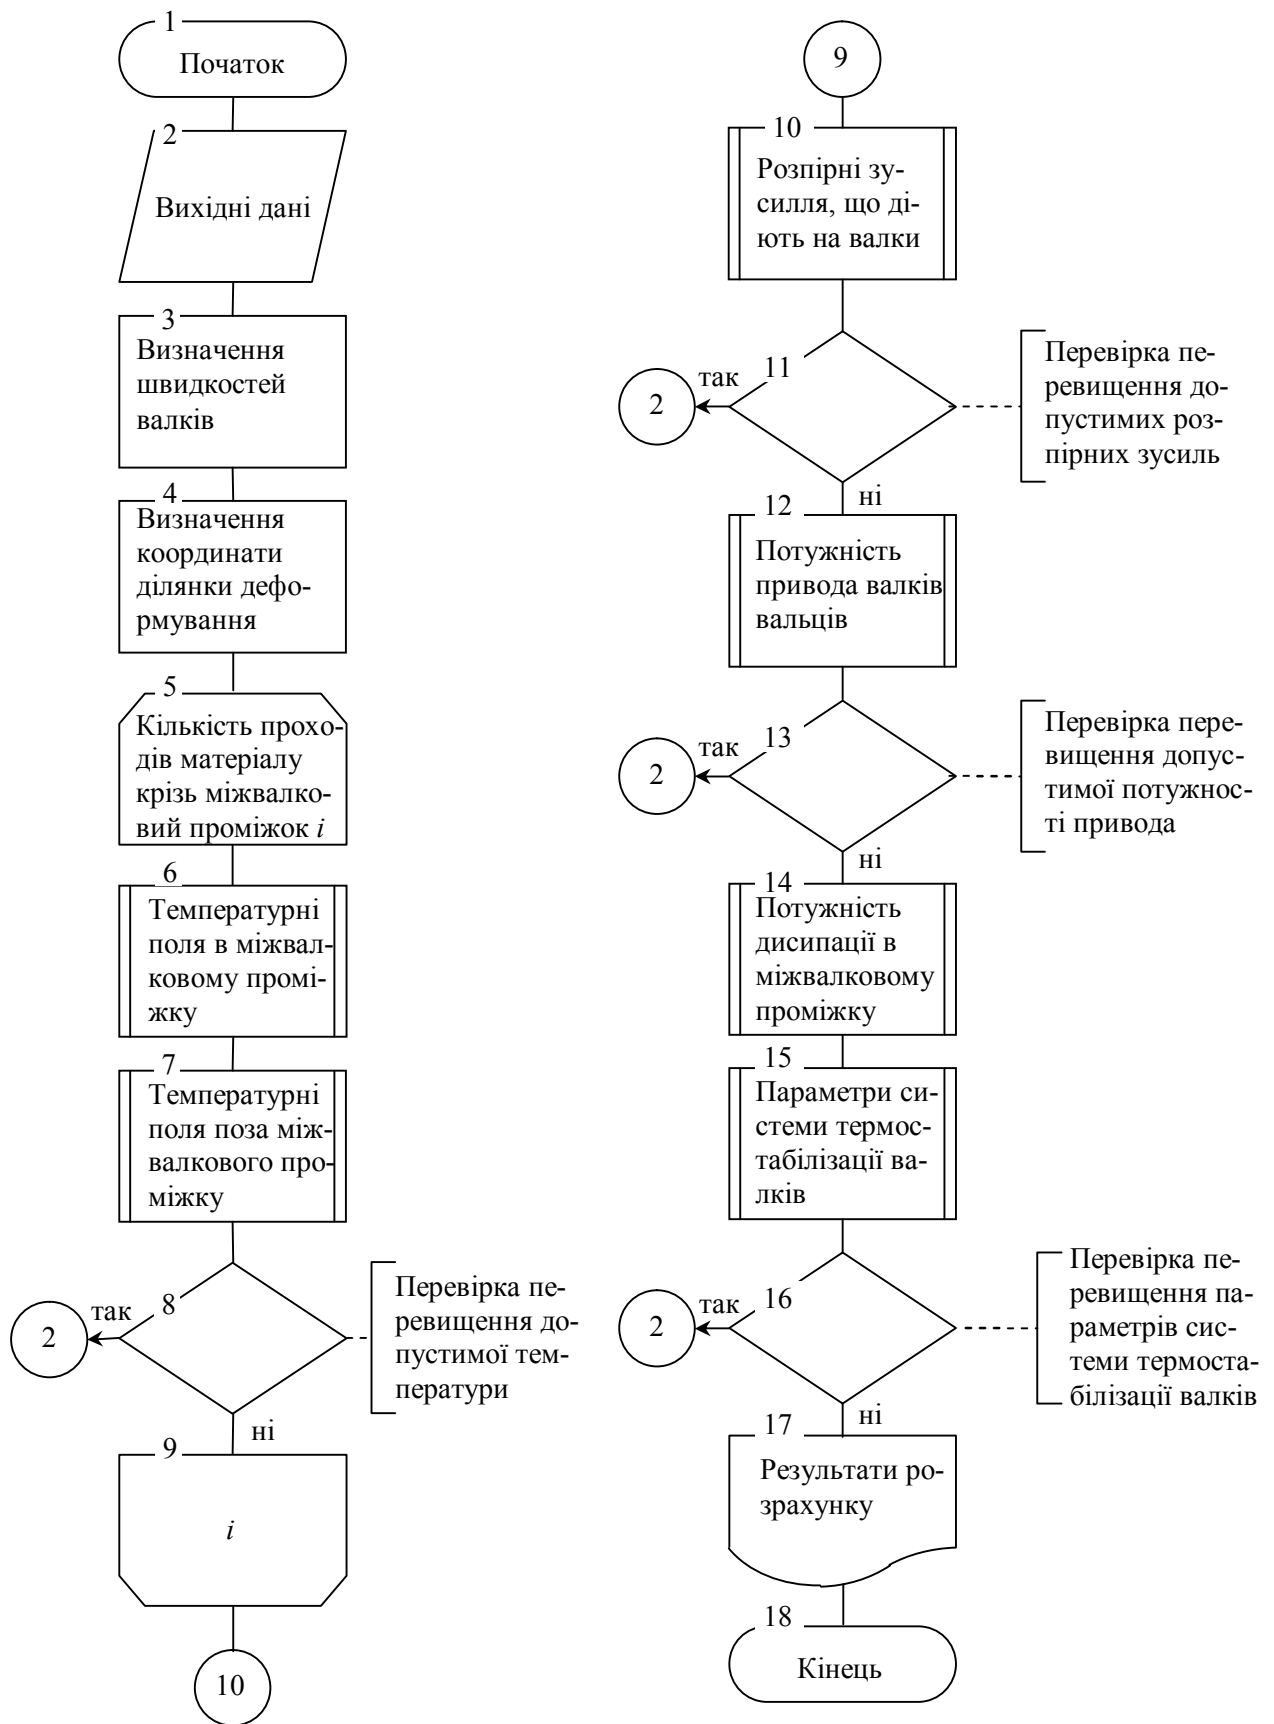 1
Початок
2
Вихідні дані
3
Визначення
швидкостей
валків
4
Визначення
координати
ділянки дефо-
рмування
5
Кількість прохо-
дів матеріалу
крізь міжвалко-
вий проміжок i
6
Температурні
поля в міжвал-
ковому промі-
жку
7
Температурні
поля поза між-
валкового про-
міжку
8
так
2
Перевірка пе-
ревищення до-
пустимої тем-
ператури
ні
9
i
10
9
10
Розпірні зу-
силля, що ді-
ють на валки
11
так
2
Перевірка пе-
ревищення до-
пустимих роз-
пірних зусиль
ні
12
Потужність
привода валків
вальців
13
так
2
Перевірка пере-
вищення допус-
тимої потужнос-
ті привода
ні
14
Потужність
дисипації в
міжвалковому
проміжку
15
Параметри си-
стеми термос-
табілізації ва-
лків
16
так
2
Перевірка пе-
ревищення па-
раметрів сис-
теми термоста-
білізації валків
ні
17
Результати ро-
зрахунку
18
Кінець